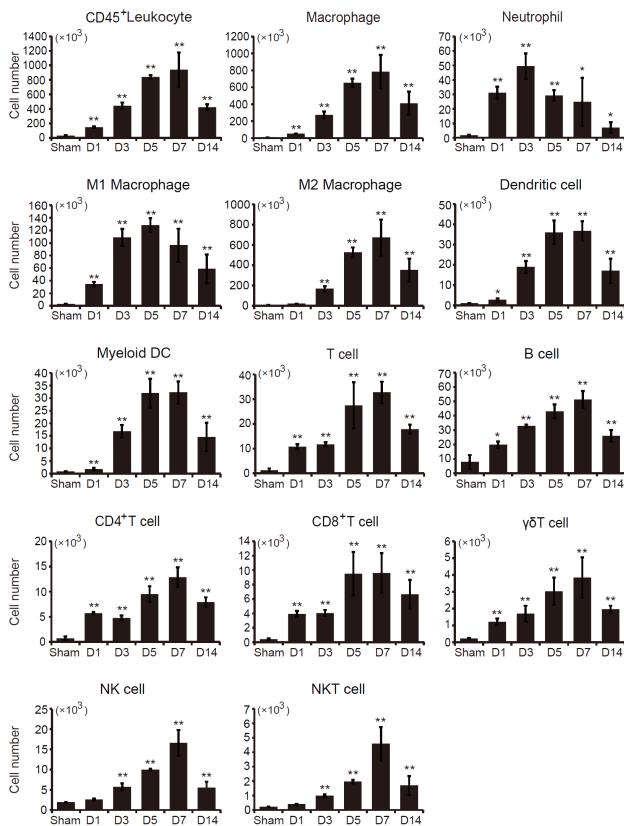 CD45⁺Leukocyte
Cell number
(×10³)
1400
1200
1000
800
600
400
200
0
** ** ** ** **
Sham D1 D3 D5 D7 D14
Macrophage
(×10³)
1200
1000
800
600
400
200
0
** ** ** ** **
Sham D1 D3 D5 D7 D14
Neutrophil
(×10³)
70
60
50
40
30
20
10
0
** ** ** * *
Sham D1 D3 D5 D7 D14
M1 Macrophage
Cell number
(×10³)
160
140
120
100
80
60
40
20
0
** ** ** ** **
Sham D1 D3 D5 D7 D14
M2 Macrophage
(×10³)
1000
800
600
400
200
0
** ** ** **
Sham D1 D3 D5 D7 D14
Dendritic cell
(×10³)
50
40
30
20
10
0
* ** ** ** **
Sham D1 D3 D5 D7 D14
Myeloid DC
Cell number
(×10³)
40
35
30
25
20
15
10
5
0
** ** ** ** **
Sham D1 D3 D5 D7 D14
T cell
(×10³)
40
30
20
10
0
** ** ** ** **
Sham D1 D3 D5 D7 D14
B cell
(×10³)
70
60
50
40
30
20
10
0
* ** ** ** **
Sham D1 D3 D5 D7 D14
CD4⁺T cell
Cell number
(×10³)
20
15
10
5
0
** ** ** ** **
Sham D1 D3 D5 D7 D14
CD8⁺T cell
(×10³)
14
12
10
8
6
4
2
0
** ** ** ** **
Sham D1 D3 D5 D7 D14
γδT cell
(×10³)
6
5
4
3
2
1
0
** ** ** ** **
Sham D1 D3 D5 D7 D14
NK cell
Cell number
(×10³)
25
20
15
10
5
0
** ** ** **
Sham D1 D3 D5 D7 D14
NKT cell
(×10³)
7
6
5
4
3
2
1
0
** ** ** **
Sham D1 D3 D5 D7 D14